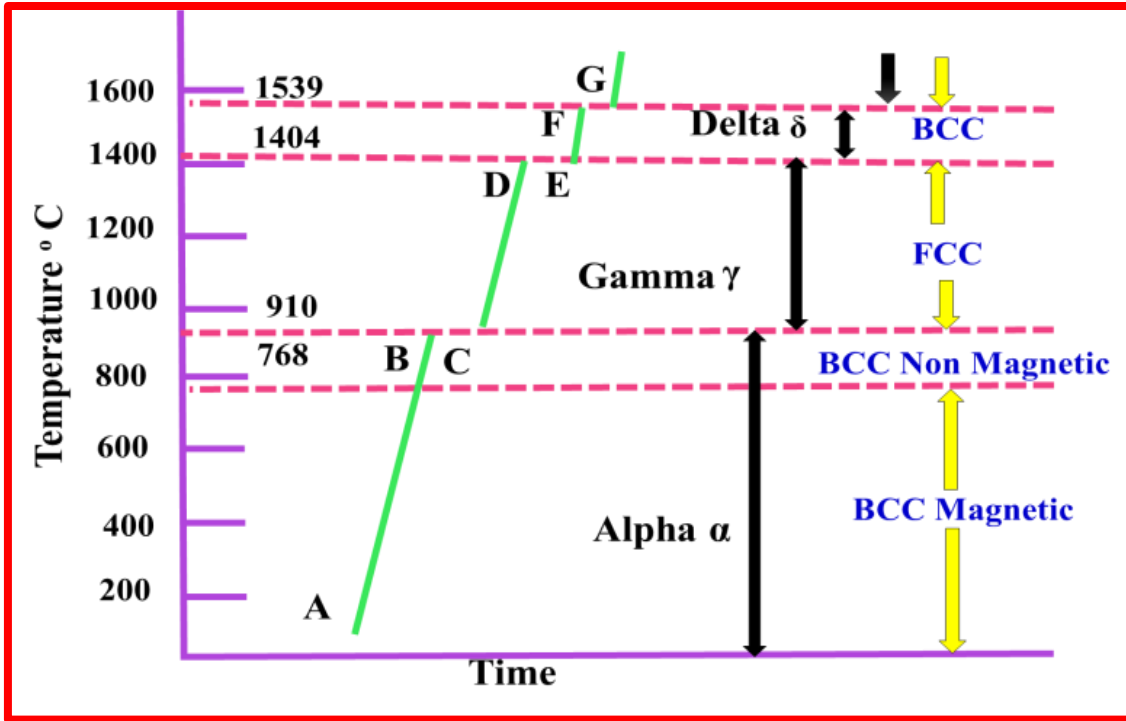 1600
1539
G
F
Delta δ
BCC
1404
1400
D
E
1200
FCC
Gamma γ
1000
910
768
B
C
BCC Non Magnetic
800
600
BCC Magnetic
400
Alpha α
200
A
Time
Temperature ° C